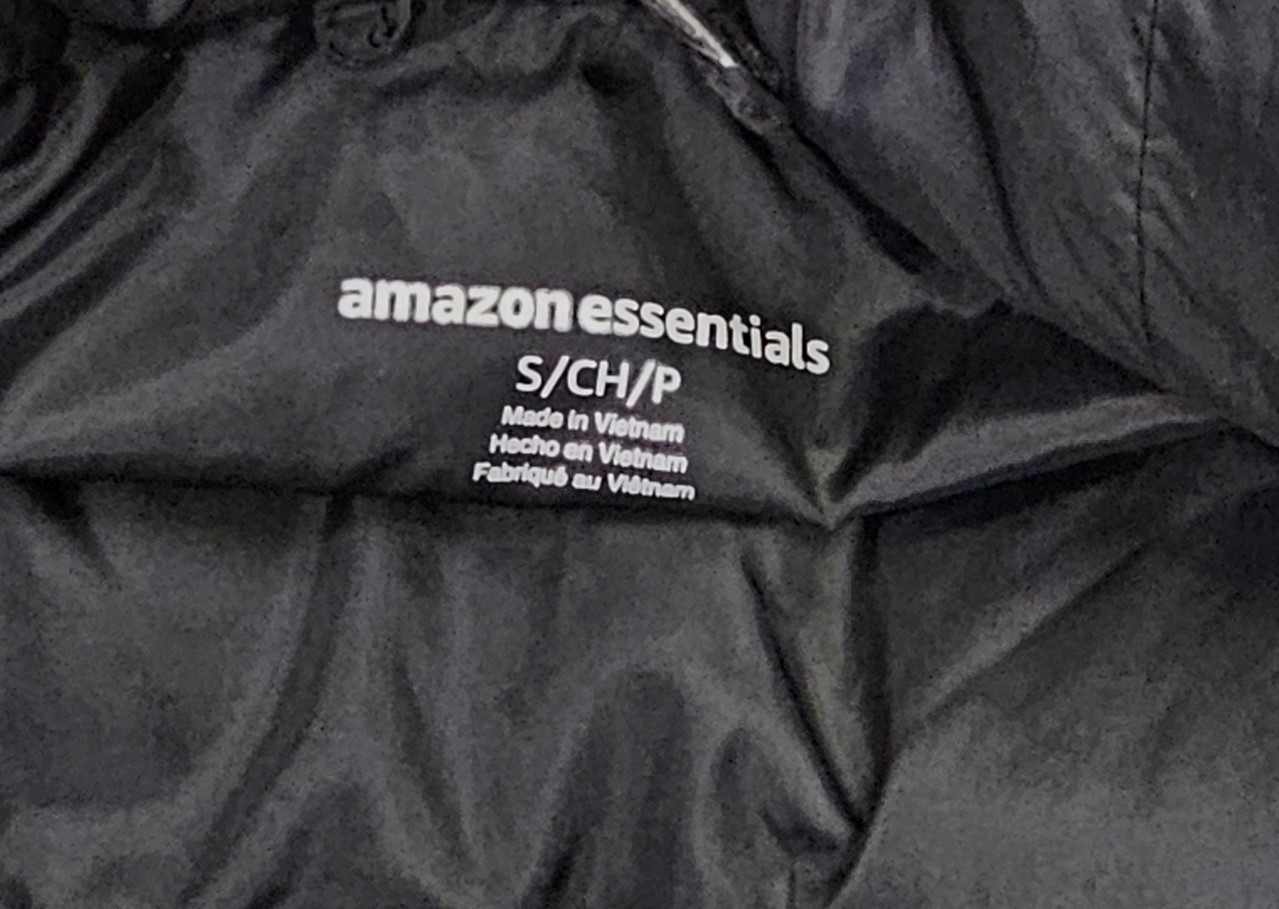 amazon essentials
S/CH/P
Made in Vietnam
Hecho en Vietnam
Fabriqué au Viêtnam